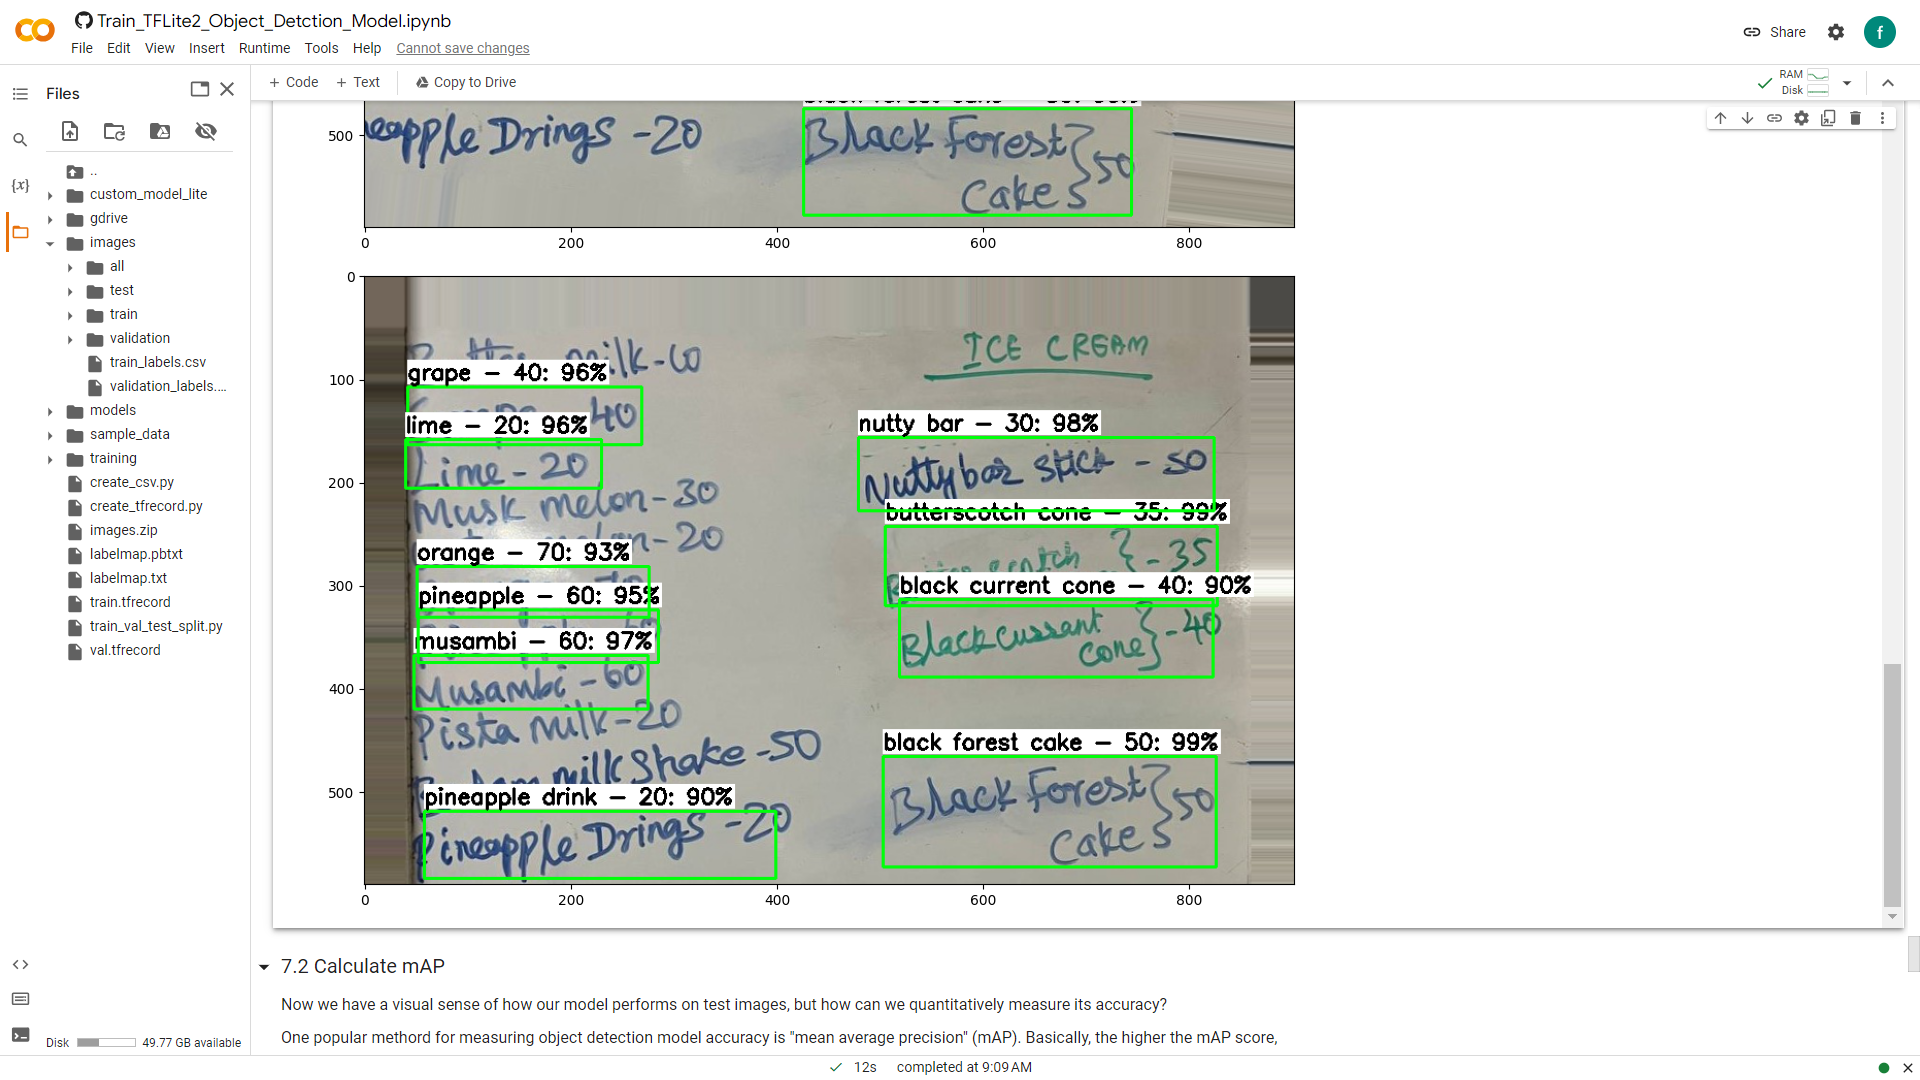 Train_TFLite2_Object_Detction_Model.ipynb
File Edit View Insert Runtime Tools Help Cannot save changes
Share
f
Files
+ Code + Text Copy to Drive
RAM
Disk
{x}
..
custom_model_lite
gdrive
images
all
test
train
validation
train_labels.csv
validation_labels....
models
sample_data
training
create_csv.py
create_tfrecord.py
images.zip
labelmap.pbtxt
labelmap.txt
train.tfrecord
train_val_test_split.py
val.tfrecord
Disk 49.77 GB available
500
eapple Drings -20
Black Forest } 50
Cake
0 200 400 600 800
0
100
200
300
400
500
milk-60
grape – 40: 96%
40
lime – 20: 96%
Lime - 20
Musk melon - 30
n - 20
orange – 70: 93%
pineapple – 60: 95%
musambi – 60: 97%
Musambi - 60
Pista milk - 20
milk Shake - 50
pineapple drink – 20: 90%
Pineapple Drings - 20
ICE CREAM
nutty bar – 30: 98%
Nutty bar stick - 50
butterscotch cone – 35: 99%
} - 35
black current cone – 40: 90%
Black currant } - 40
cone
black forest cake – 50: 99%
Black Forest } 50
Cake
0 200 400 600 800
7.2 Calculate mAP
Now we have a visual sense of how our model performs on test images, but how can we quantitatively measure its accuracy?
One popular methord for measuring object detection model accuracy is "mean average precision" (mAP). Basically, the higher the mAP score,
12s completed at 9:09 AM